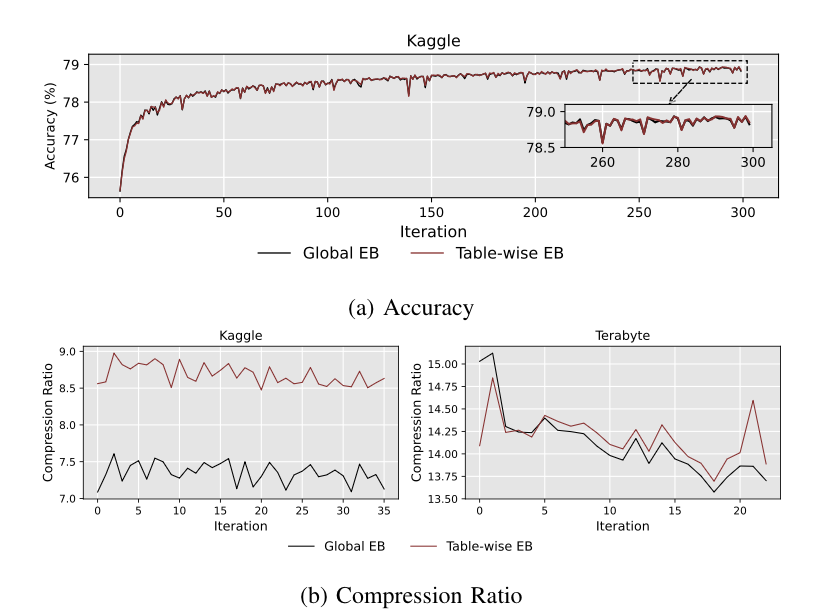 Kaggle
Accuracy (%)
79
78
77
76
79.0
78.5
260 280 300
0 50 100 150 200 250 300
Iteration
Global EB Table-wise EB
(a) Accuracy
Kaggle
Compression Ratio
9.0
8.5
8.0
7.5
7.0
0 5 10 15 20 25 30 35
Iteration
Terabyte
Compression Ratio
15.00
14.75
14.50
14.25
14.00
13.75
13.50
0 5 10 15 20
Iteration
Global EB Table-wise EB
(b) Compression Ratio